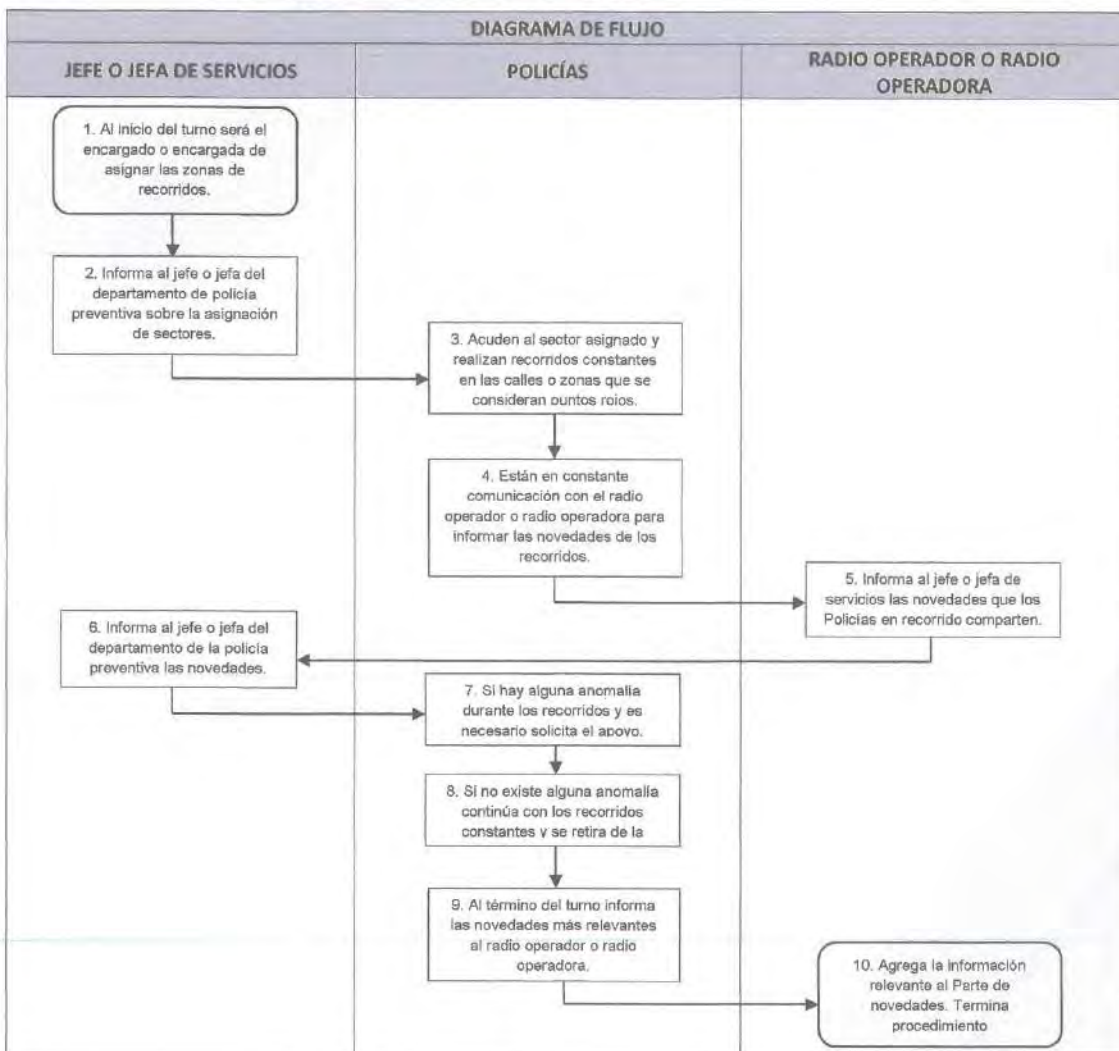 DIAGRAMA DE FLUJO
JEFE O JEFA DE SERVICIOS
POLICÍAS
RADIO OPERADOR O RADIO
OPERADORA
1. Al inicio del turno será el
encargado o encargada de
asignar las zonas de
recorridos.
2. Informa al jefe o jefa del
departamento de policía
preventiva sobre la asignación
de sectores.
3. Acuden al sector asignado y
realizan recorridos constantes
en las calles o zonas que se
consideran puntos rojos.
4. Están en constante
comunicación con el radio
operador o radio operadora para
informar las novedades de los
recorridos.
5. Informa al jefe o jefa de
servicios las novedades que los
Policías en recorrido comparten.
6. Informa al jefe o jefa del
departamento de la policía
preventiva las novedades.
7. Si hay alguna anomalía
durante los recorridos y es
necesario solicita el apoyo.
8. Si no existe alguna anomalía
continúa con los recorridos
constantes y se retira de la
9. Al término del turno informa
las novedades más relevantes
al radio operador o radio
operadora.
10. Agrega la información
relevante al Parte de
novedades. Termina
procedimiento